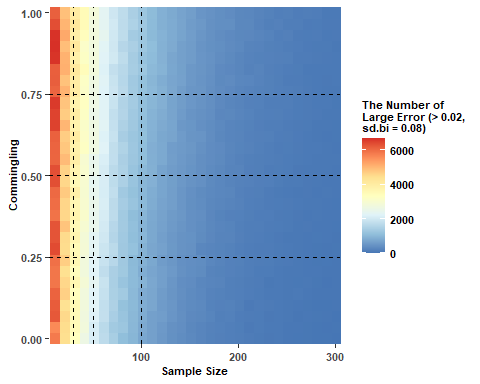 1.00
0.75
0.50
0.25
0.00
Commingling
100
200
300
Sample Size
The Number of
Large Error (> 0.02,
sd.bi = 0.08)
6000
4000
2000
0